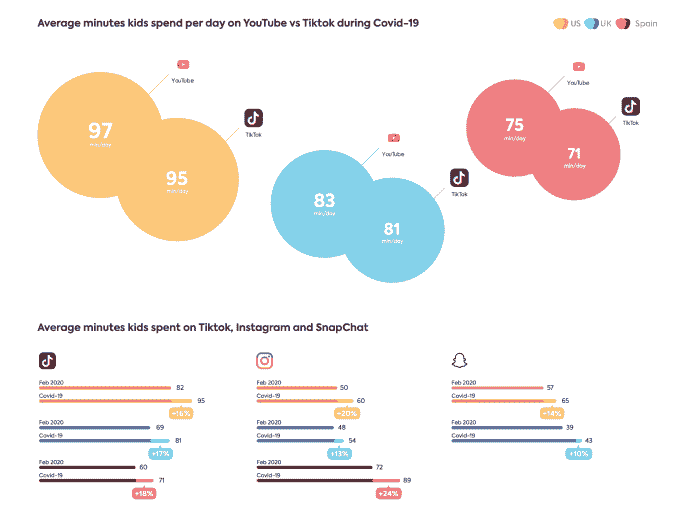 Average minutes kids spend per day on YouTube vs Tiktok during Covid-19
US UK Spain
YouTube
97
min/day
TikTok
95
min/day
YouTube
83
min/day
TikTok
81
min/day
YouTube
75
min/day
TikTok
71
min/day
Average minutes kids spent on Tiktok, Instagram and SnapChat
Feb 2020
82
Covid-19
95
+16%
69
Covid-19
81
+17%
Feb 2020
60
Covid-19
71
+18%
Feb 2020
50
Covid-19
60
+20%
Feb 2020
48
Covid-19
54
+13%
Feb 2020
72
Covid-19
89
+24%
Feb 2020
57
Covid-19
65
+14%
Feb 2020
39
Covid-19
43
+10%